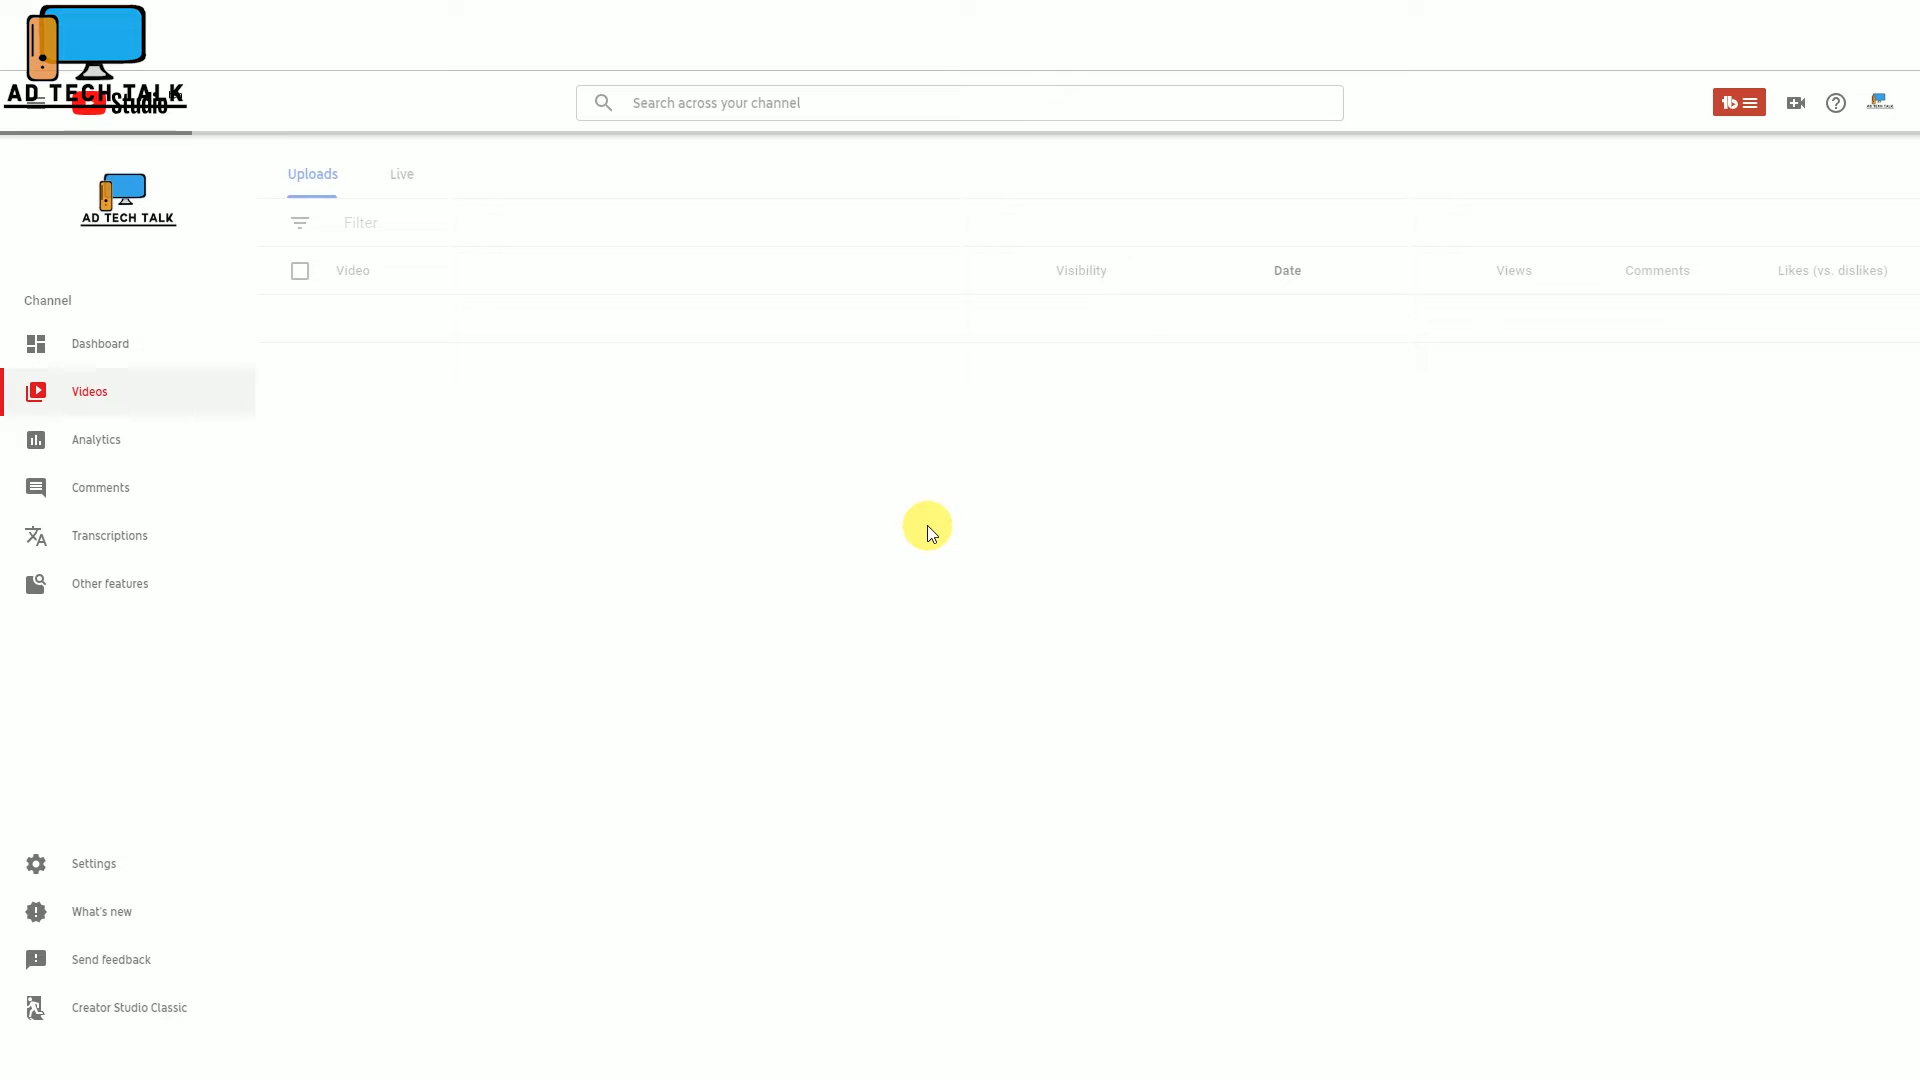 AD TECH TALK
Studio
Search across your channel
AD TECH TALK
Uploads
Live
Filter
Video
Visibility
Date
Views
Comments
Likes (vs. dislikes)
Channel
Dashboard
Videos
Analytics
Comments
Transcriptions
Other features
Settings
What's new
Send feedback
Creator Studio Classic